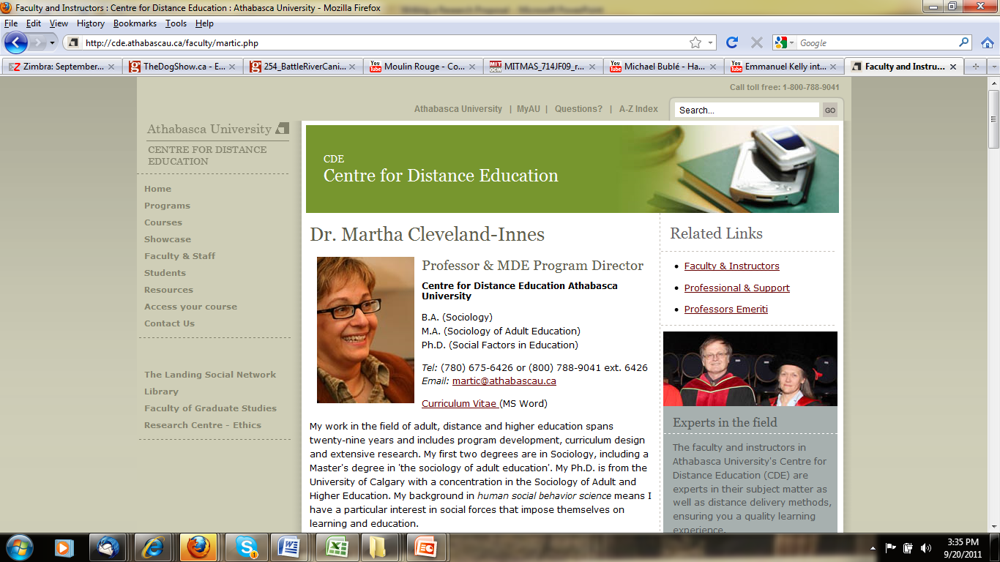 Faculty and Instructors : Centre for Distance Education : Athabasca University - Mozilla Firefox
File Edit View History Bookmarks Tools Help
http://cde.athabascau.ca/faculty/martic.php
Google
Zimbra: September...
TheDogShow.ca - E...
254_BattleRiverCani...
Moulin Rouge - Co...
MITMAS_714JF09_r...
Michael Bublé - Ha...
Emmanuel Kelly int...
Faculty and Instru...
Call toll free: 1-800-788-9041
Athabasca University | MyAU | Questions? | A-Z Index
Search...
GO
Athabasca University
CENTRE FOR DISTANCE
EDUCATION
Home
Programs
Courses
Showcase
Faculty & Staff
Students
Resources
Access your course
Contact Us
The Landing Social Network
Library
Faculty of Graduate Studies
Research Centre - Ethics
CDE
Centre for Distance Education
Dr. Martha Cleveland-Innes
Professor & MDE Program Director
Centre for Distance Education Athabasca
University
B.A. (Sociology)
M.A. (Sociology of Adult Education)
Ph.D. (Social Factors in Education)
Tel: (780) 675-6426 or (800) 788-9041 ext. 6426
Email: martic@athabascau.ca
Curriculum Vitae (MS Word)
My work in the field of adult, distance and higher education spans
twenty-nine years and includes program development, curriculum design
and extensive research. My first two degrees are in Sociology, including a
Master's degree in 'the sociology of adult education'. My Ph.D. is from the
University of Calgary with a concentration in the Sociology of Adult and
Higher Education. My background in human social behavior science means I
have a particular interest in social forces that impose themselves on
learning and education.
Related Links
Faculty & Instructors
Professional & Support
Professors Emeriti
Experts in the field
The faculty and instructors in
Athabasca University's Centre for
Distance Education (CDE) are
experts in their subject matter as
well as distance delivery methods,
ensuring you a quality learning
experience.
3:35 PM
9/20/2011